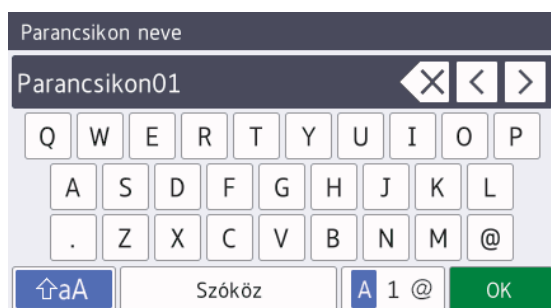 Parancsikon neve
Parancsikon01
Q W E R T Y U I O P
A S D F G H J K L
. Z X C V B N M @
aA Szóköz A 1 @ OK